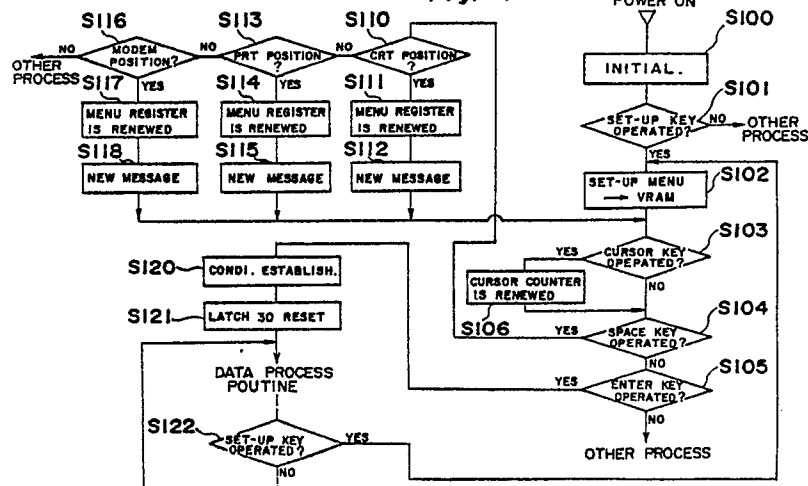 POWER ON
S100
INITIAL.
S101
SET-UP KEY
OPERATED?
NO
OTHER
PROCESS
YES
S102
SET-UP MENU
→ VRAM
S103
CURSOR KEY
OPEPATED?
YES
NO
CURSOR COUNTER
IS RENEWED
S106
S104
SPACE KEY
OPERATED?
YES
NO
S105
ENTER KEY
OPERATED?
YES
NO
OTHER PROCESS
S110
CRT POSITION
?
NO
YES
S111
MENU REGISTER
IS RENEWED
S112
NEW MESSAGE
S113
PRT POSITION
?
NO
YES
S114
MENU REGISTER
IS RENEWED
S115
NEW MESSAGE
S116
MODEM
POSITION?
NO
OTHER
PROCESS
YES
S117
MENU REGISTER
IS RENEWED
S118
NEW MESSAGE
S120
CONDI. ESTABLISH.
S121
LATCH 30 RESET
DATA PROCESS
POUTINE
S122
SET-UP KEY
OPERATED?
YES
NO